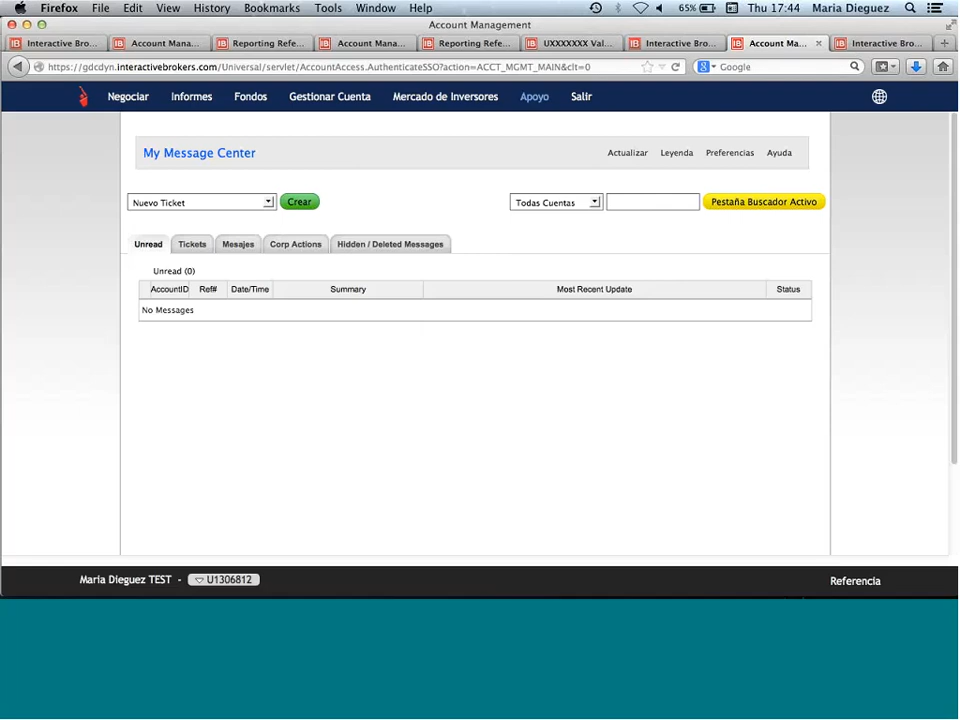 Firefox File Edit View History Bookmarks Tools Window Help 65% Thu 17:44 Maria Dieguez
Account Management
Interactive Bro... Account Mana... Reporting Refe... Account Mana... Reporting Refe... UXXXXXXX Val... Interactive Bro... Account Ma... × Interactive Bro... +
https://gdcdyn.interactivebrokers.com/Universal/servlet/AccountAccess.AuthenticateSSO?action=ACCT_MGMT_MAIN&clt=0 Google
Negociar Informes Fondos Gestionar Cuenta Mercado de Inversores Apoyo Salir
My Message Center Actualizar Leyenda Preferencias Ayuda
Nuevo Ticket Crear Todas Cuentas Pestaña Buscador Activo
Unread Tickets Mesajes Corp Actions Hidden / Deleted Messages
Unread (0)
AccountID Ref# Date/Time Summary Most Recent Update Status
No Messages
Maria Dieguez TEST - U1306812 Referencia